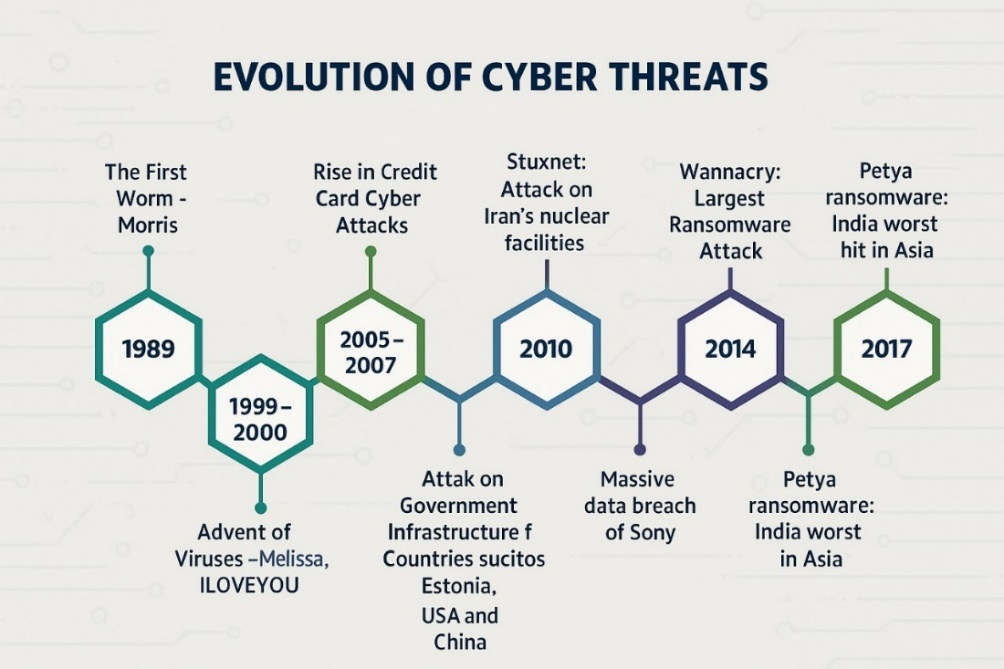 EVOLUTION OF CYBER THREATS
The First
Worm -
Morris
1989
1999–
2000
Advent of
Viruses –Melissa,
ILOVEYOU
Rise in Credit
Card Cyber
Attacks
2005–
2007
Attak on
Government
Infrastructure f
Countries sucitos
Estonia,
USA and
China
Stuxnet:
Attack on
Iran's nuclear
facilities
2010
Massive
data breach
of Sony
Wannacry:
Largest
Ransomware
Attack
2014
Petya
ransomware:
India worst
in Asia
Petya
ransomware:
India worst
hit in Asia
2017